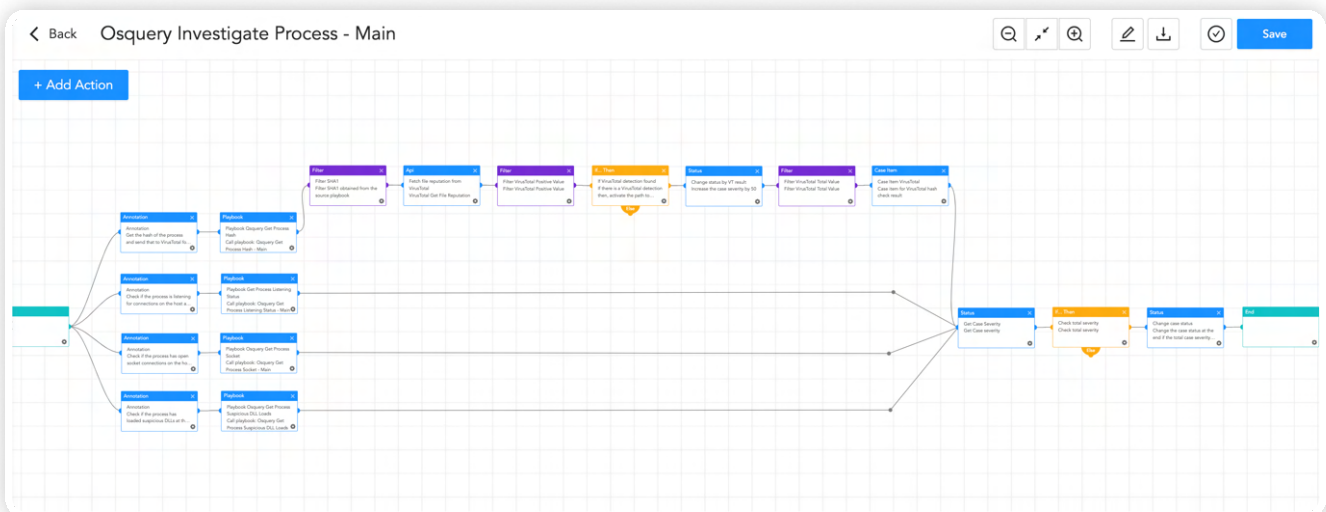 Back
Osquery Investigate Process - Main
Save
+ Add Action
Filter
Filter SHA1
Filter SHA1 obtained from the
source playbook
Api
Fetch file reputation from
VirusTotal
VirusTotal Get File Reputation
Filter
Filter VirusTotal Positive Value
Filter VirusTotal Positive Value
If... Then
If VirusTotal detection found
If there is a VirusTotal detection
then, activate the path to ...
Else
Status
Change status by VT result
Increase the case severity by 50
Filter
Filter VirusTotal Total Value
Filter VirusTotal Total Value
Case Item
Case Item VirusTotal
Case Item for VirusTotal hash
check result
Annotation
Annotation
Get the hash of the process
and send that to VirusTotal
Playbook
Playbook Osquery Get Process
Hash
Call playbook: Osquery Get
Process Hash - Main
Annotation
Annotation
Check if the process is listening
for connections on the host a...
Playbook
Playbook Get Process Listening
Status
Call playbook: Osquery Get
Process Listening Status - Main
Annotation
Annotation
Check if the process has open
socket connections on the ho...
Playbook
Playbook Osquery Get Process
Socket
Call playbook: Osquery Get
Process Socket - Main
Annotation
Annotation
Check if the process has
loaded suspicious DLLs at th...
Playbook
Playbook Osquery Get Process
Suspicious DLL Loads
Call playbook: Osquery Get
Process Suspicious DLL Loads
Status
Get Case Severity
Get Case severity
If... Then
Check total severity
Check total severity
Else
Status
Change case status
Change the case status at the
end if the total case severity...
End